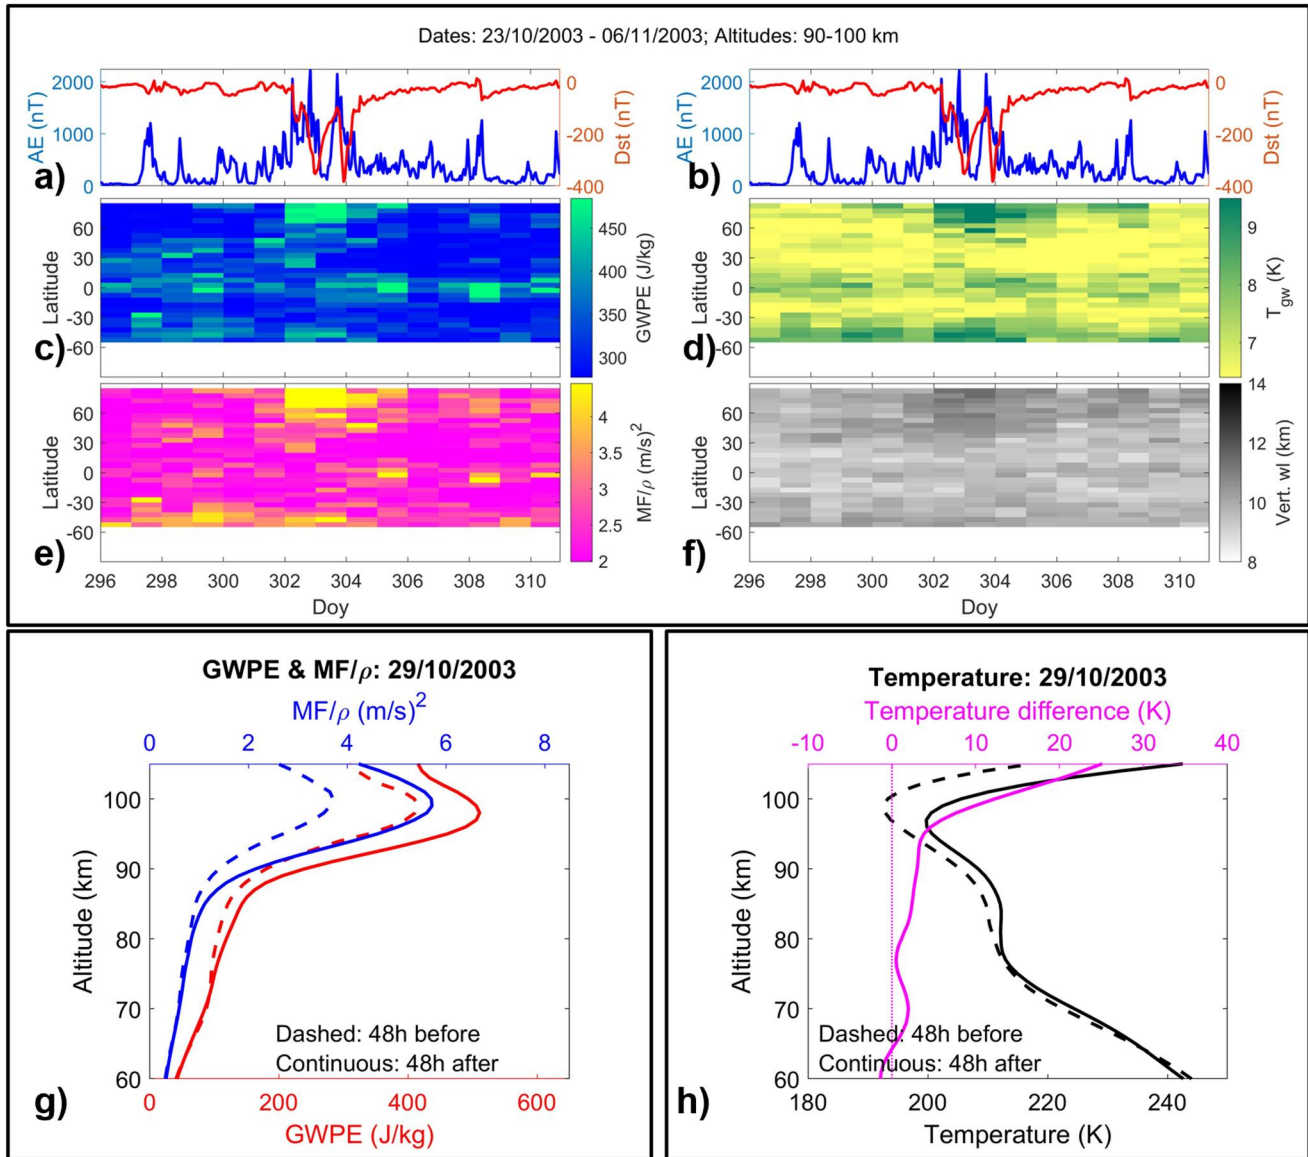 Dates: 23/10/2003 - 06/11/2003; Altitudes: 90-100 km
a)
AE (nT)
2000
1000
0
Dst (nT)
0
-200
-400
b)
AE (nT)
2000
1000
0
Dst (nT)
0
-200
-400
c)
Latitude
60
30
0
-30
-60
450
400
350
300
GWPE (J/kg)
d)
Latitude
60
30
0
-30
-60
9
8
7
T_gw (K)
e)
Latitude
60
30
0
-30
-60
296 298 300 302 304 306 308 310
Doy
4
3.5
3
2.5
2
MF/ρ (m/s)²
f)
Latitude
60
30
0
-30
-60
296 298 300 302 304 306 308 310
Doy
14
12
10
8
Vert. wl (km)
GWPE & MF/ρ: 29/10/2003
MF/ρ (m/s)²
0 2 4 6 8
Altitude (km)
100
90
80
70
60
Dashed: 48h before
Continuous: 48h after
g)
0 200 400 600
GWPE (J/kg)
Temperature: 29/10/2003
Temperature difference (K)
-10 0 10 20 30 40
Altitude (km)
100
90
80
70
60
Dashed: 48h before
Continuous: 48h after
h)
180 200 220 240
Temperature (K)